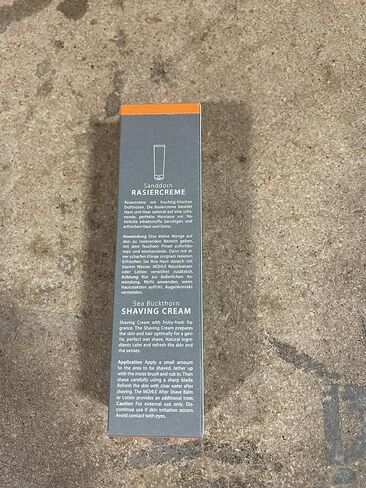 Sanddorn
RASIERCREME
Rasiercreme mit fruchtig-frischen
Duftnoten. Die Rasiercreme bereitet
Haut und Haar optimal auf eine scho-
nende, perfekte Nassrasur vor. Na-
türliche Inhaltsstoffe beruhigen und
erfrischen Haut und Sinne.
Anwendung Eine kleine Menge auf
den zu rasierenden Bereich geben,
mit dem feuchten Pinsel aufschäu-
men und einmassieren. Dann mit ei-
ner scharfen Klinge sorgsam rasieren.
Erfrischen Sie Ihre Haut danach mit
klarem Wasser. MÜHLE Rasurbalsam
oder Lotion verwöhnt zusätzlich.
Achtung Nur zur äußerlichen An-
wendung. Nicht anwenden, wenn
Hautreaktion auftritt. Augenkontakt
vermeiden.
Sea Buckthorn
SHAVING CREAM
Shaving Cream with fruity-fresh fra-
grance. The Shaving Cream prepares
the skin and hair optimally for a gen-
tle, perfect wet shave. Natural ingre-
dients calm and refresh the skin and
the senses.
Application Apply a small amount
to the area to be shaved, lather up
with the moist brush and rub in. Then
shave carefully using a sharp blade.
Refresh the skin with clear water after
shaving. The MÜHLE After Shave Balm
or Lotion provides an additional treat.
Caution For external use only. Dis-
continue use if skin irritation occurs.
Avoid contact with eyes.